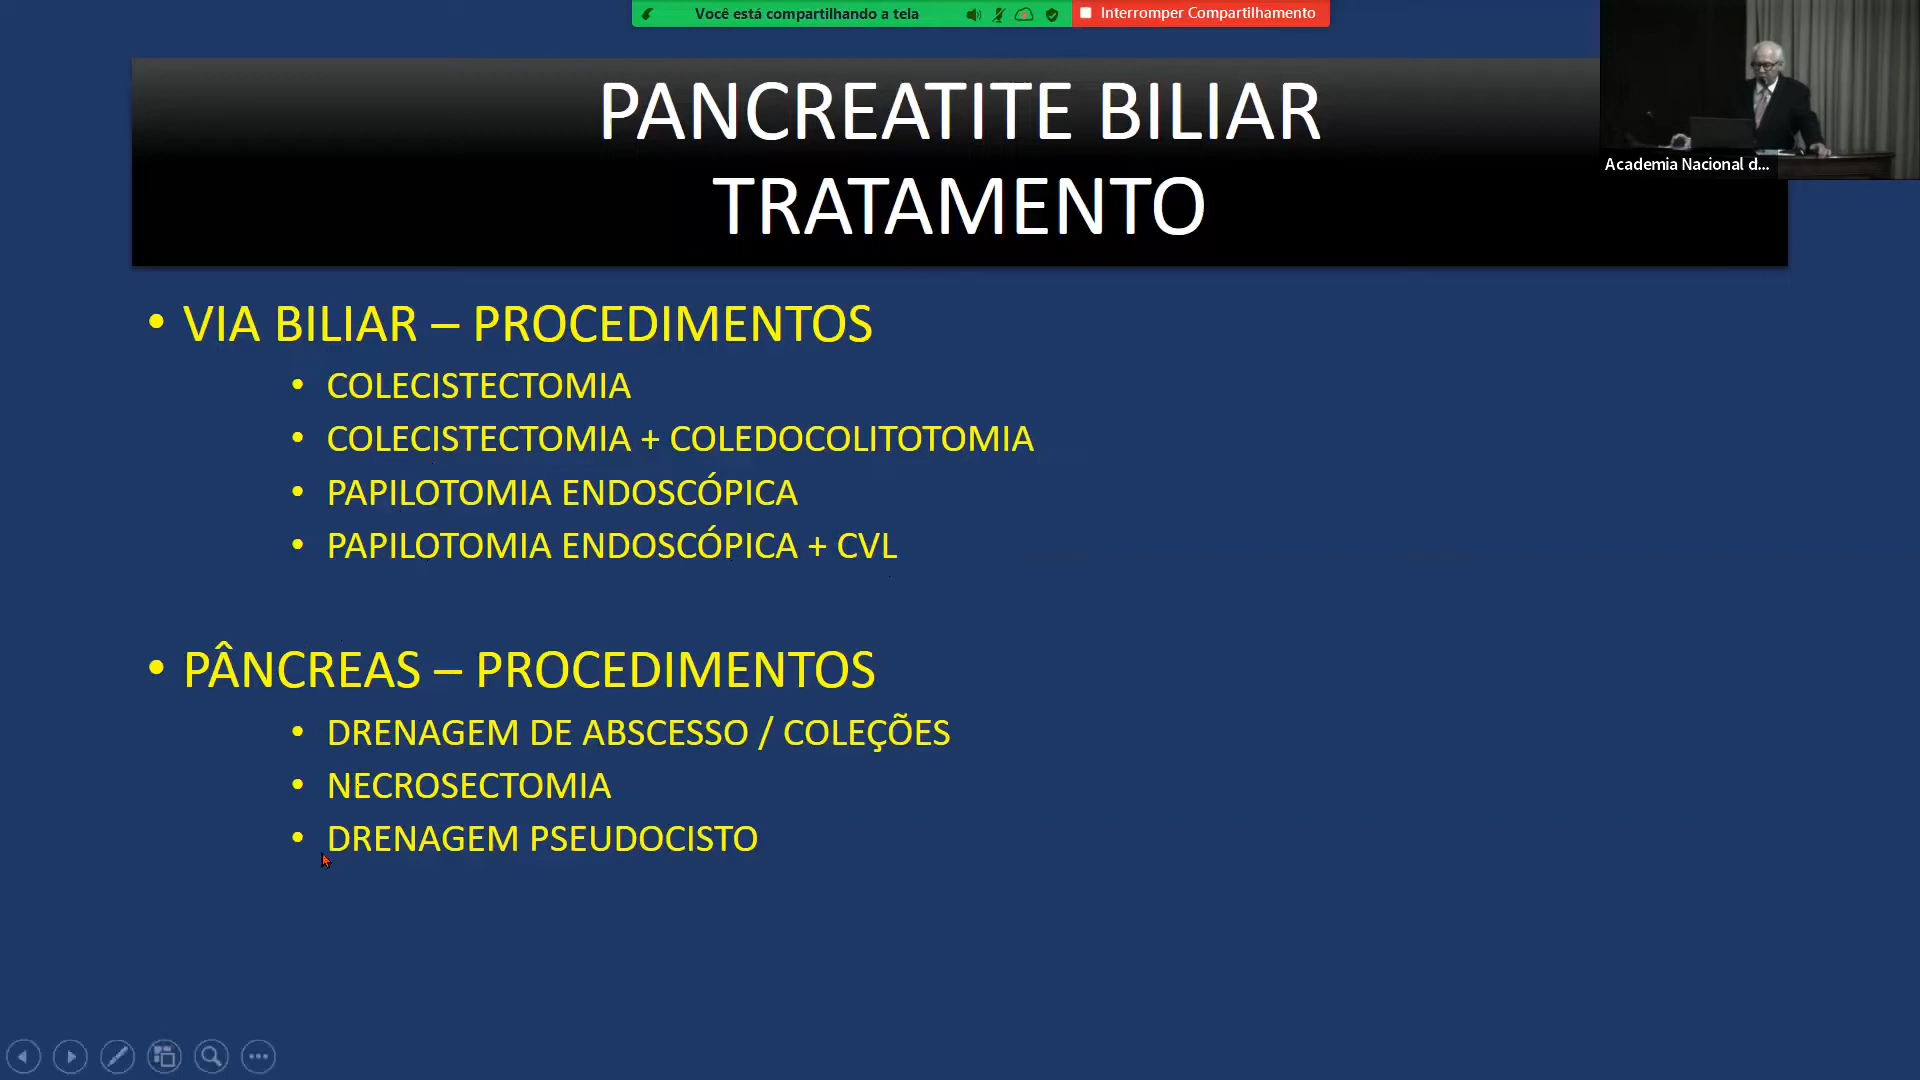 Você está compartilhando a tela
Interromper Compartilhamento
PANCREATITE BILIAR
TRATAMENTO
Academia Nacional d...
• VIA BILIAR – PROCEDIMENTOS
• COLECISTECTOMIA
• COLECISTECTOMIA + COLEDOCOLITOTOMIA
• PAPILOTOMIA ENDOSCÓPICA
• PAPILOTOMIA ENDOSCÓPICA + CVL
• PÂNCREAS – PROCEDIMENTOS
• DRENAGEM DE ABSCESSO / COLEÇÕES
• NECROSECTOMIA
• DRENAGEM PSEUDOCISTO